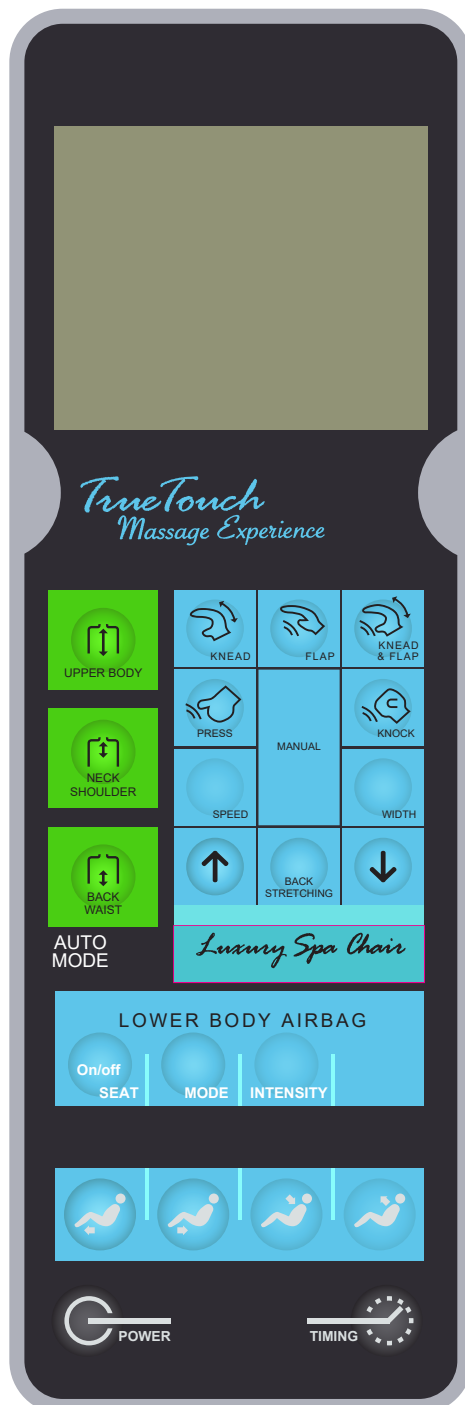 TrueTouch
Massage Experience
UPPER BODY
KNEAD
FLAP
KNEAD
& FLAP
PRESS
MANUAL
KNOCK
NECK
SHOULDER
SPEED
WIDTH
BACK
WAIST
BACK
STRETCHING
AUTO
MODE
Luxury Spa Chair
LOWER BODY AIRBAG
On/off
SEAT
MODE
INTENSITY
POWER
TIMING